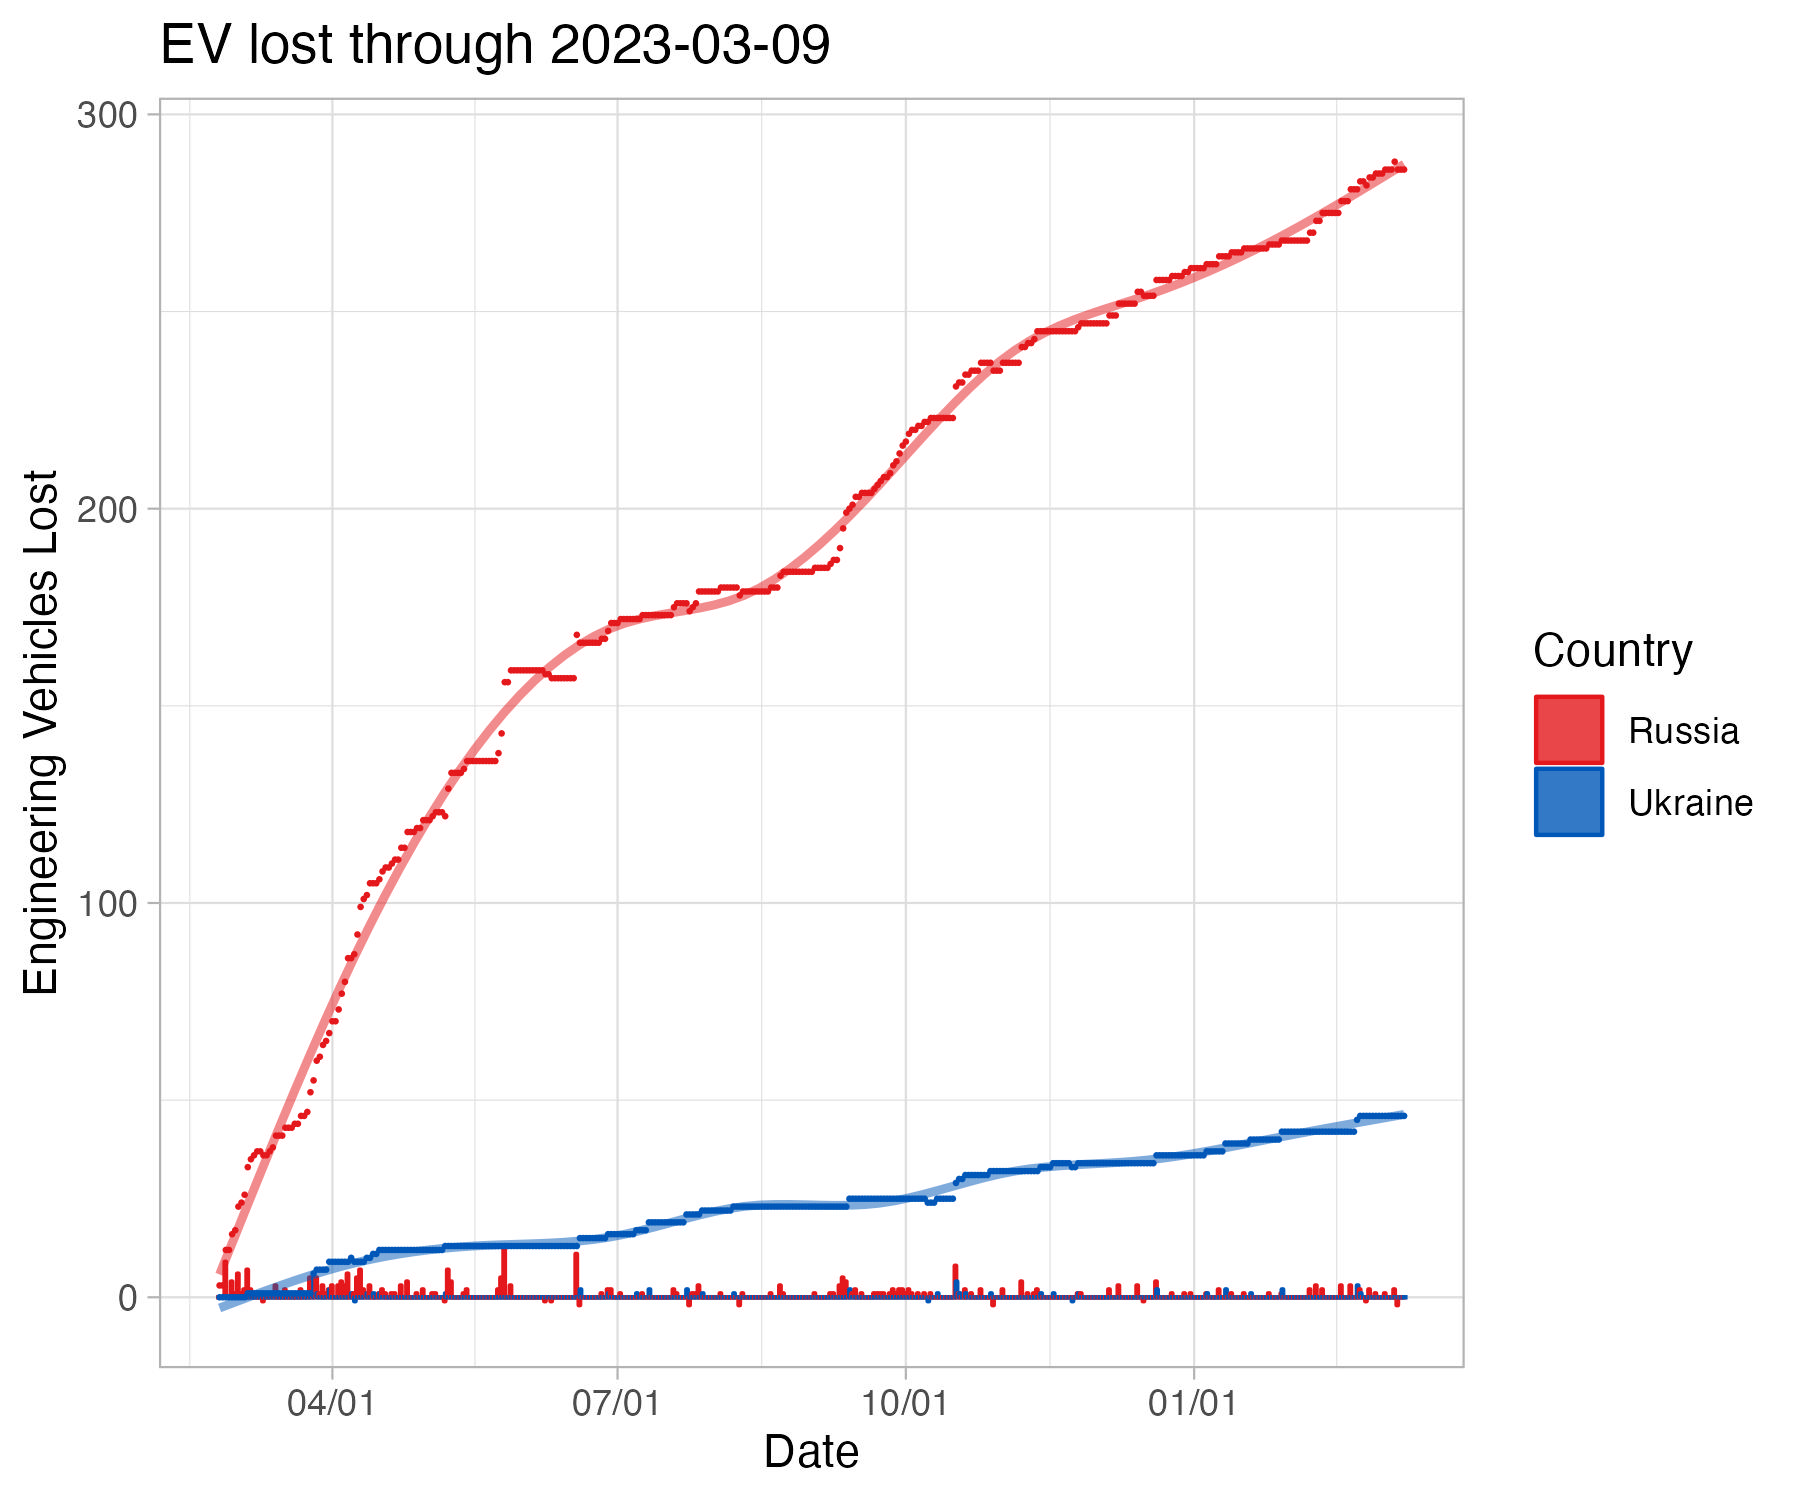 EV lost through 2023-03-09
Engineering Vehicles Lost
300
200
100
0
04/01
07/01
10/01
01/01
Date
Country
Russia
Ukraine